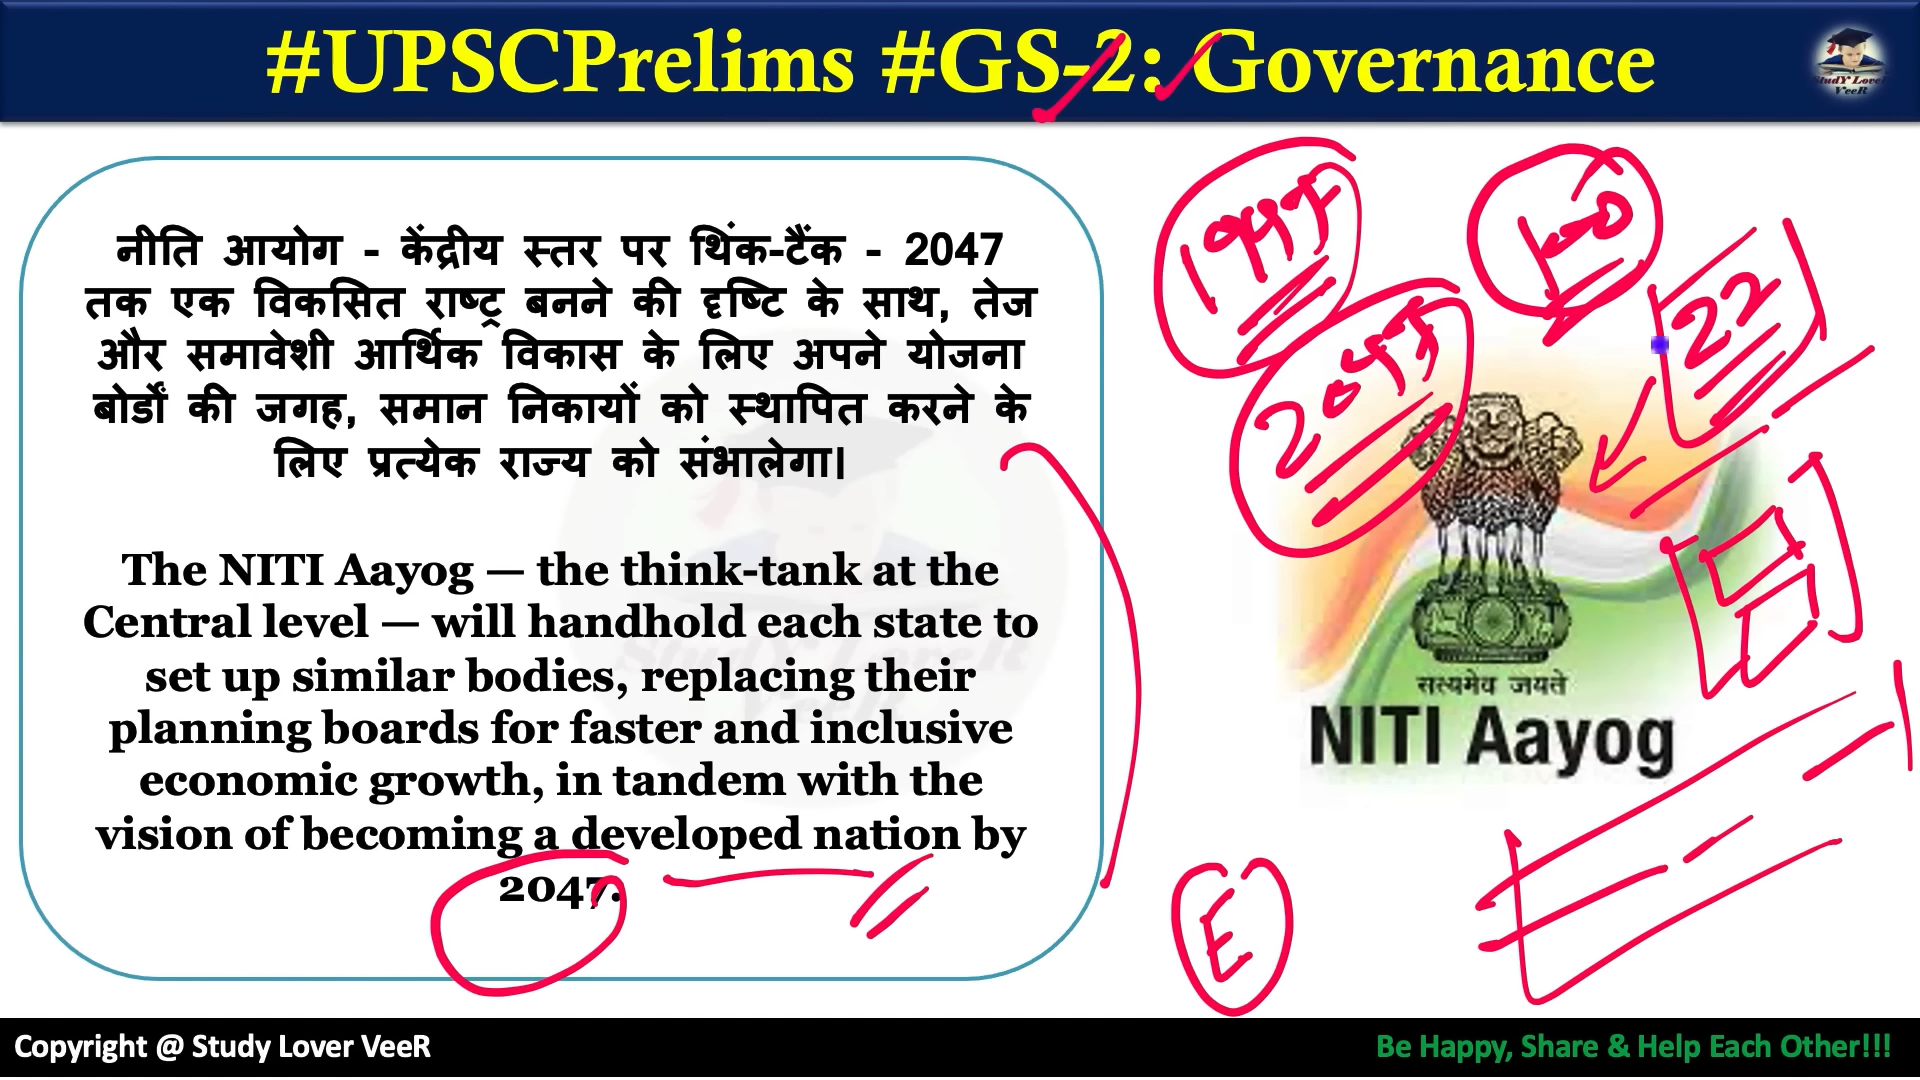 #UPSCPrelims #GS-2: Governance
StudY LoveR
VeeR
नीति आयोग - केंद्रीय स्तर पर थिंक-टैंक - 2047
तक एक विकसित राष्ट्र बनने की दृष्टि के साथ, तेज
और समावेशी आर्थिक विकास के लिए अपने योजना
बोर्डों की जगह, समान निकायों को स्थापित करने के
लिए प्रत्येक राज्य को संभालेगा।
The NITI Aayog — the think-tank at the
Central level — will handhold each state to
set up similar bodies, replacing their
planning boards for faster and inclusive
economic growth, in tandem with the
vision of becoming a developed nation by
2047.
1947
2047
22
सत्यमेव जयते
NITI Aayog
E
Copyright @ Study Lover VeeR
Be Happy, Share & Help Each Other!!!